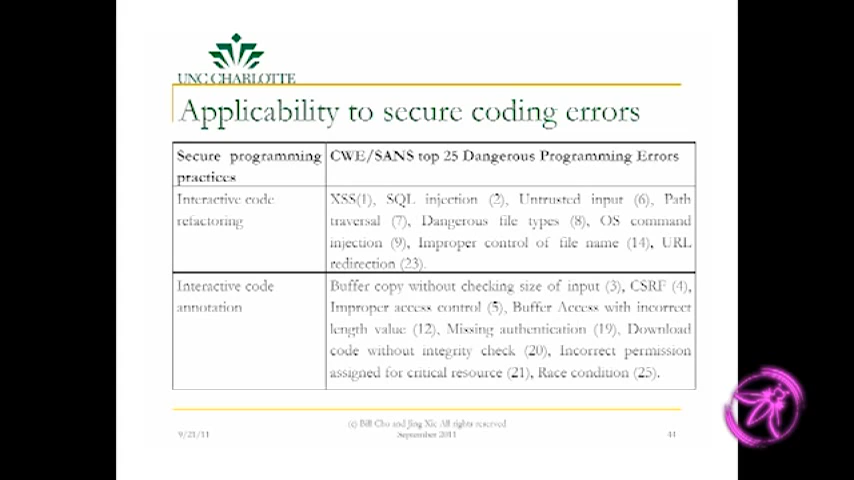 UNC CHARLOTTE
Applicability to secure coding errors
Secure programming practices
CWE/SANS top 25 Dangerous Programming Errors
Interactive code
refactoring
XSS(1), SQL injection (2), Untrusted input (6), Path
traversal (7), Dangerous file types (8), OS command
injection (9), Improper control of file name (14), URL
redirection (23).
Interactive code
annotation
Buffer copy without checking size of input (3), CSRF (4),
Improper access control (5), Buffer Access with incorrect
length value (12), Missing authentication (19), Download
code without integrity check (20), Incorrect permission
assigned for critical resource (21), Race condition (25).
9/21/11
(c) Bill Chu and Jing Xie All rights reserved
September 2011
44